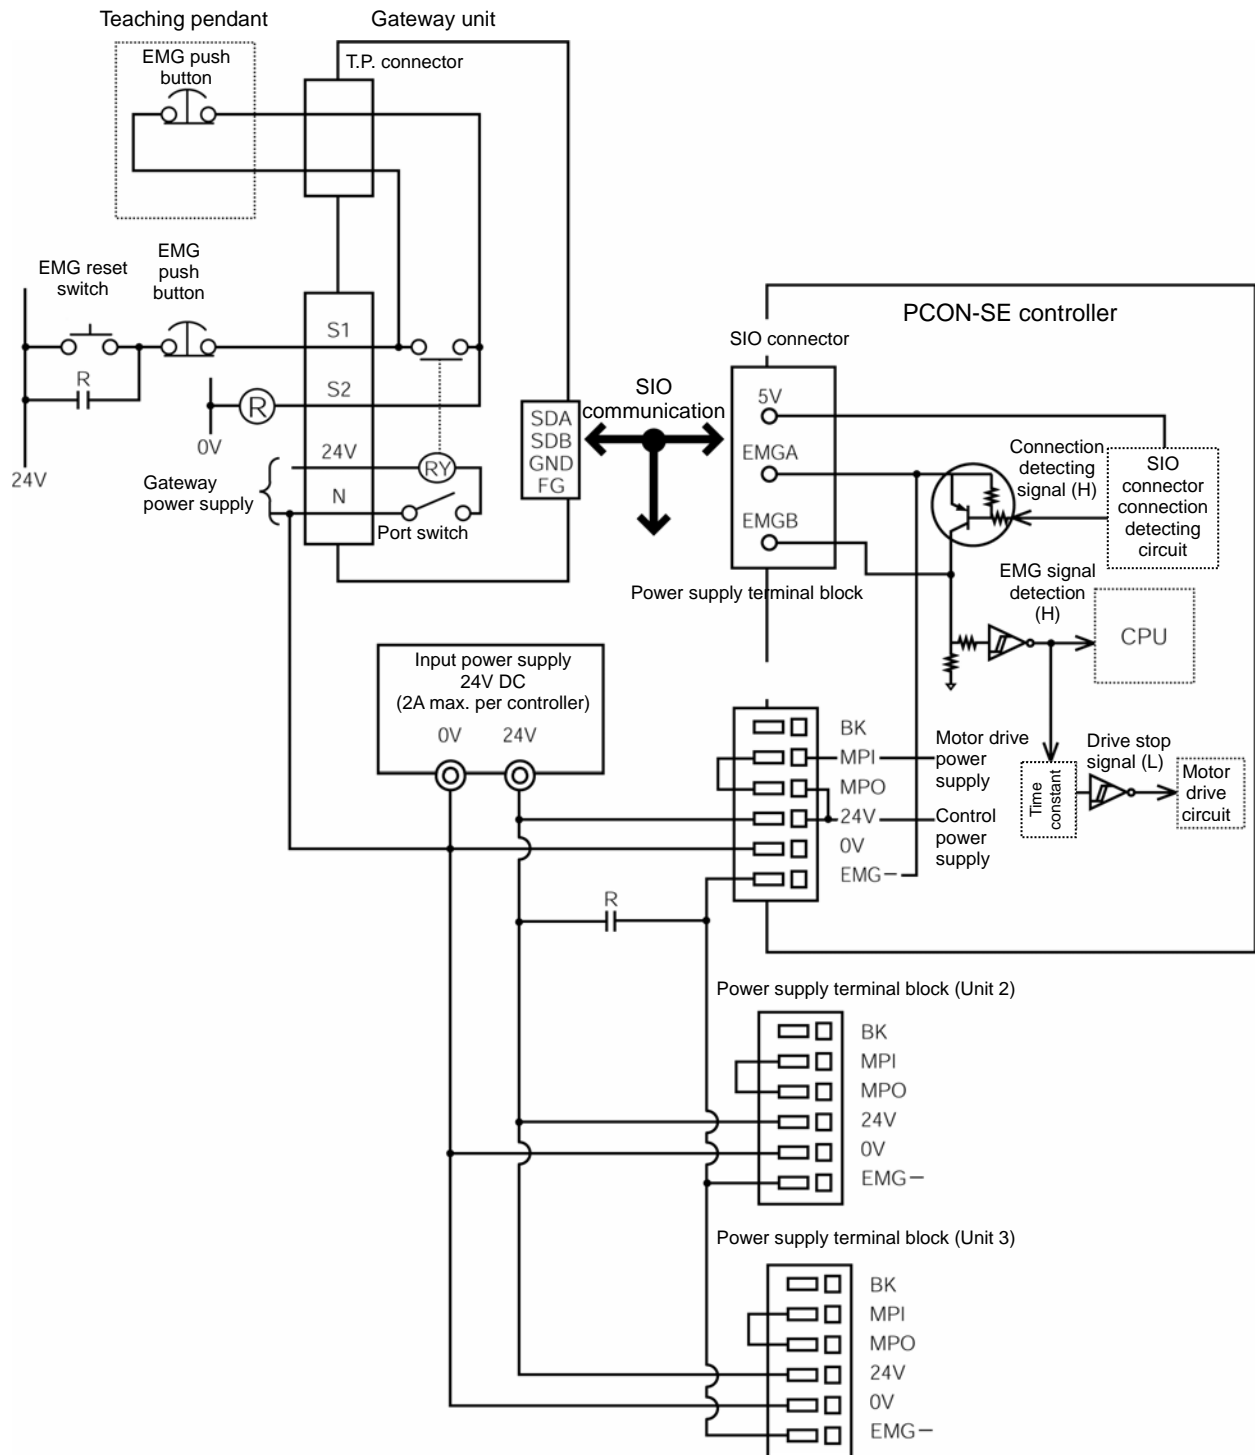 Teaching pendant
Gateway unit
EMG push
button
T.P. connector
EMG reset
switch
EMG
push
button
S1
R
S2
R
0V
24V
24V
RY
Gateway
power supply
N
Port switch
SDA
SDB
GND
FG
SIO
communication
PCON-SE controller
SIO connector
5V
EMGA
EMGB
Connection
detecting
signal (H)
SIO
connector
connection
detecting
circuit
Power supply terminal block
EMG signal
detection
(H)
CPU
Input power supply
24V DC
(2A max. per controller)
0V
24V
BK
MPI
MPO
24V
0V
EMG−
Motor drive
power
supply
Control
power
supply
Time
constant
Drive stop
signal (L)
Motor
drive
circuit
R
Power supply terminal block (Unit 2)
BK
MPI
MPO
24V
0V
EMG−
Power supply terminal block (Unit 3)
BK
MPI
MPO
24V
0V
EMG−